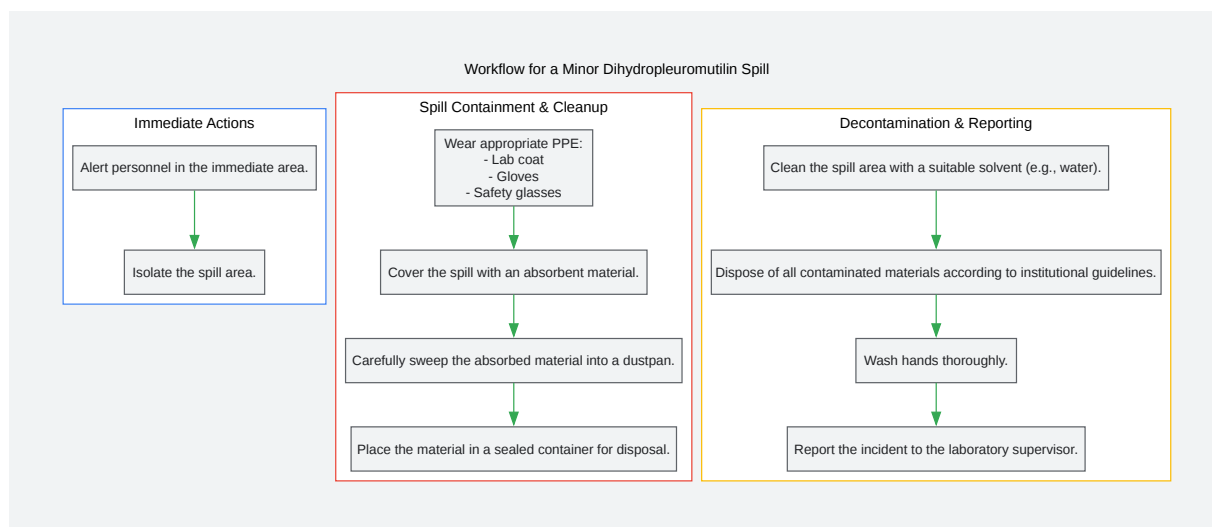 Workflow for a Minor Dihydropleuromutilin Spill
Immediate Actions
Alert personnel in the immediate area.
Isolate the spill area.
Spill Containment & Cleanup
Wear appropriate PPE:
- Lab coat
- Gloves
- Safety glasses
Cover the spill with an absorbent material.
Carefully sweep the absorbed material into a dustpan.
Place the material in a sealed container for disposal.
Decontamination & Reporting
Clean the spill area with a suitable solvent (e.g., water).
Dispose of all contaminated materials according to institutional guidelines.
Wash hands thoroughly.
Report the incident to the laboratory supervisor.